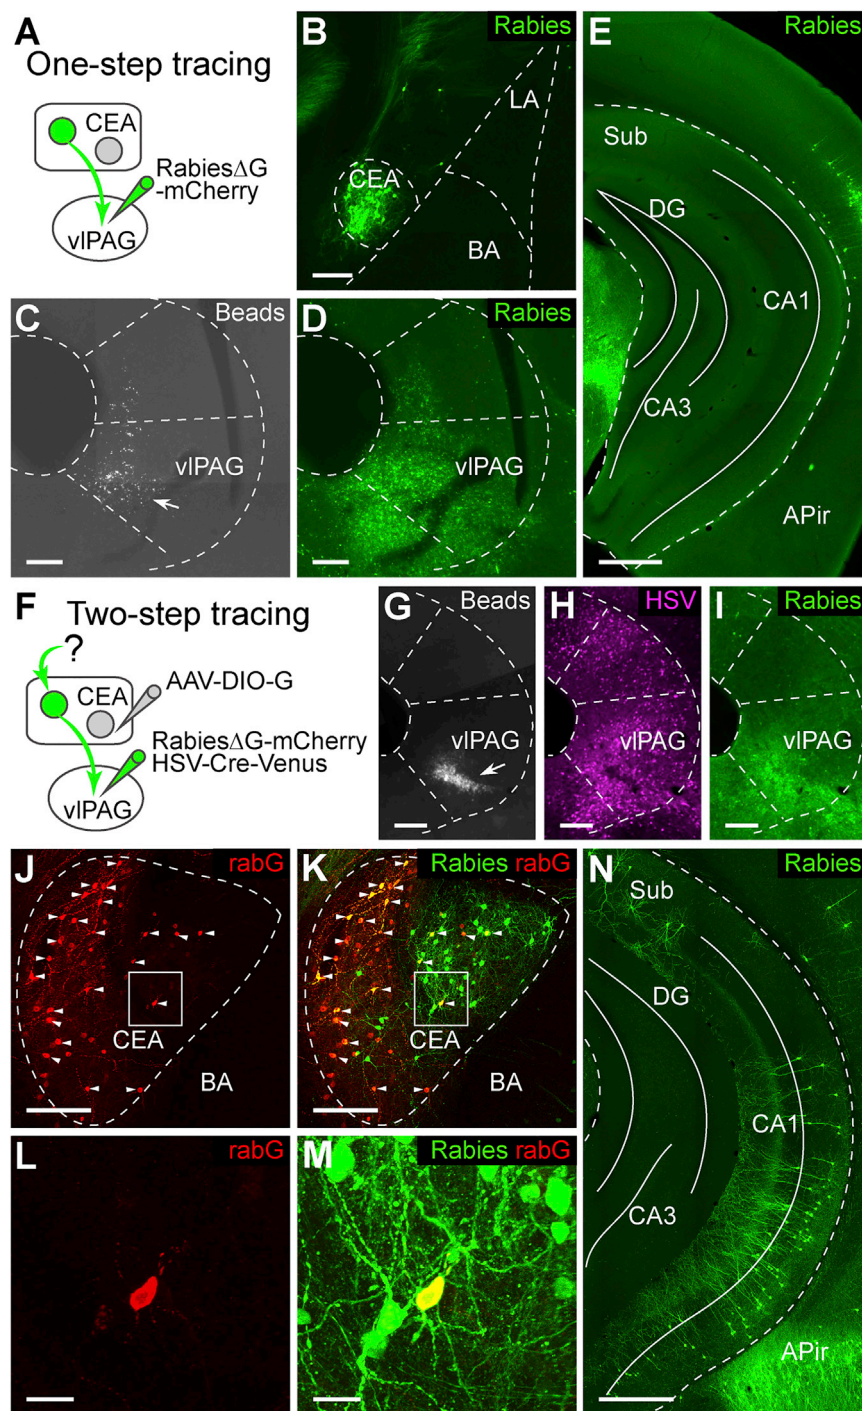 A
One-step tracing
CEA
RabiesΔG
-mCherry
vlPAG
B
Rabies
LA
CEA
BA
C
Beads
vlPAG
D
Rabies
vlPAG
E
Rabies
Sub
DG
CA1
CA3
APir
F
Two-step tracing
?
CEA
AAV-DIO-G
RabiesΔG-mCherry
HSV-Cre-Venus
vlPAG
G
Beads
vlPAG
H
HSV
vlPAG
I
Rabies
vlPAG
J
rabG
CEA
BA
K
Rabies rabG
CEA
BA
L
rabG
M
Rabies rabG
N
Rabies
Sub
DG
CA1
CA3
APir